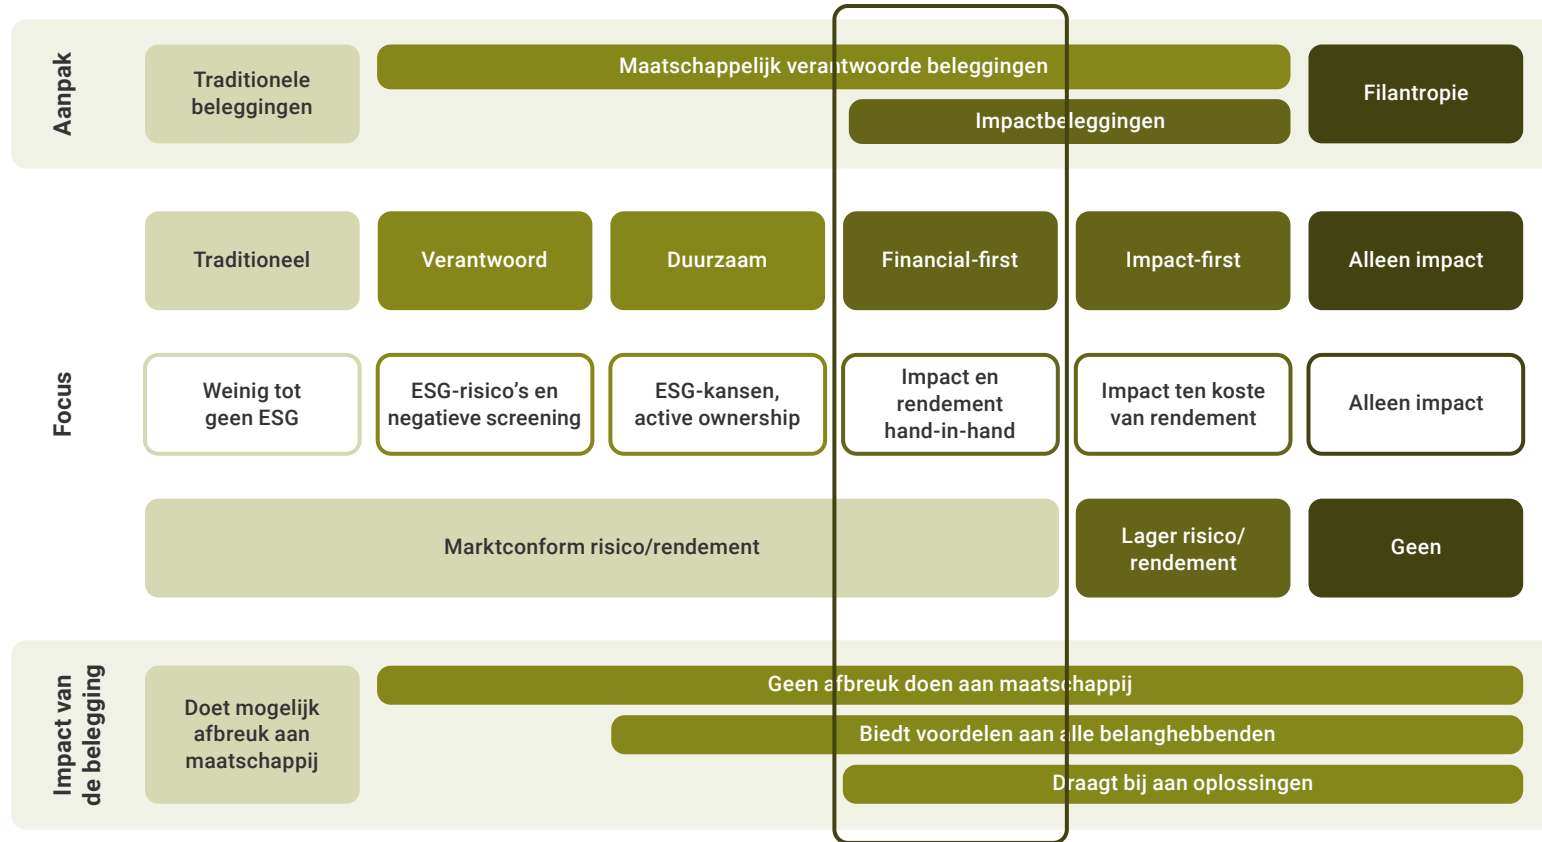 Aanpak
Traditionele
beleggingen
Maatschappelijk verantwoorde beleggingen
Impactbeleggingen
Filantropie
Focus
Traditioneel
Verantwoord
Duurzaam
Financial-first
Impact-first
Alleen impact
Weinig tot
geen ESG
ESG-risico’s en
negatieve screening
ESG-kansen,
active ownership
Impact en
rendement
hand-in-hand
Impact ten koste
van rendement
Alleen impact
Marktconform risico/rendement
Lager risico/
rendement
Geen
Impact van
de belegging
Doet mogelijk
afbreuk aan
maatschappij
Geen afbreuk doen aan maatschappij
Biedt voordelen aan alle belanghebbenden
Draagt bij aan oplossingen